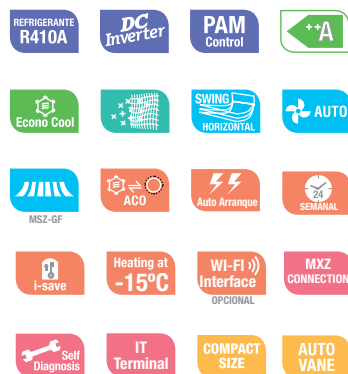 REFRIGERANTE
R410A
DC
Inverter
PAM
Control
++A
Econo Cool
SWING
HORIZONTAL
AUTO
MSZ-GF
ACO
Auto Arranque
24
SEMANAL
i-save
Heating at
-15ºC
WI-FI
Interface
OPCIONAL
MXZ
CONNECTION
Self
Diagnosis
IT
Terminal
COMPACT
SIZE
AUTO
VANE